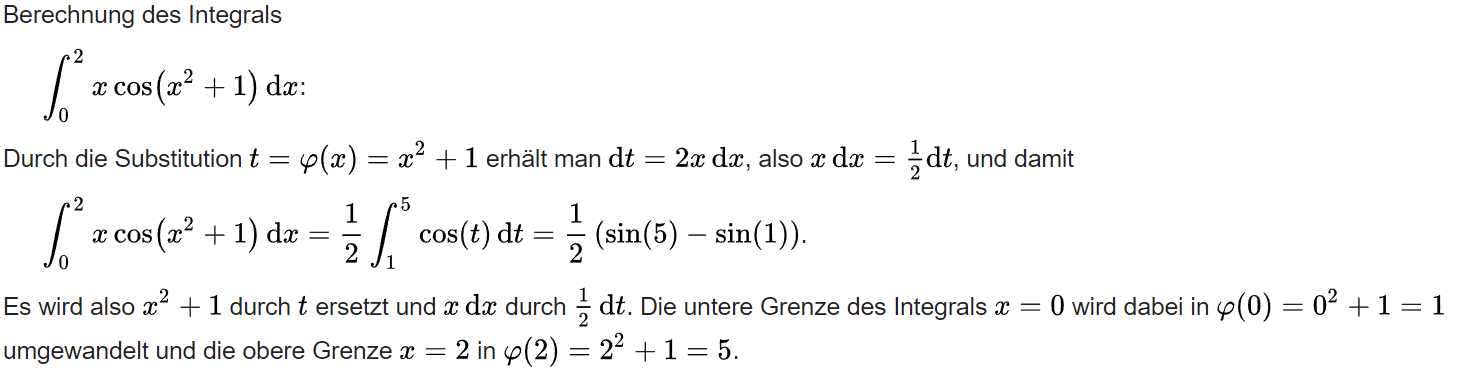 Berechnung des Integrals
∫₀² x cos(x² + 1) dx:
Durch die Substitution t = φ(x) = x² + 1 erhält man dt = 2x dx, also x dx = ½dt, und damit
∫₀² x cos(x² + 1) dx = 1/2 ∫₁⁵ cos(t) dt = 1/2 (sin(5) − sin(1)).
Es wird also x² + 1 durch t ersetzt und x dx durch ½ dt. Die untere Grenze des Integrals x = 0 wird dabei in φ(0) = 0² + 1 = 1
umgewandelt und die obere Grenze x = 2 in φ(2) = 2² + 1 = 5.